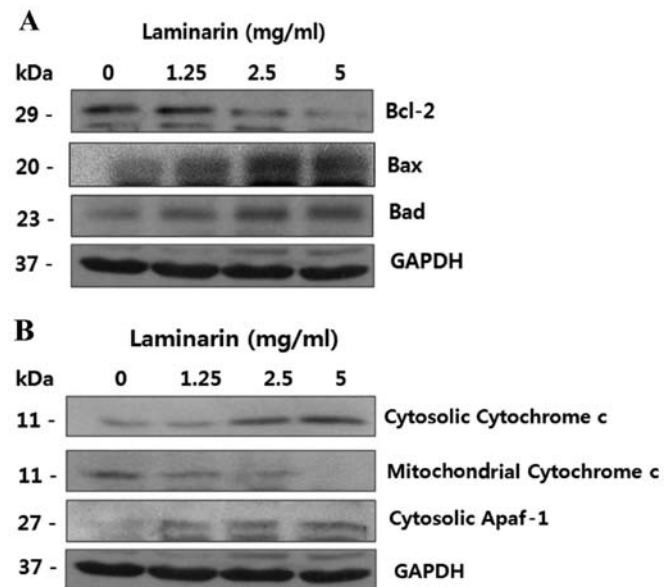 A
Laminarin (mg/ml)
kDa 0 1.25 2.5 5
29 - Bcl-2
20 - Bax
23 - Bad
37 - GAPDH
B
Laminarin (mg/ml)
kDa 0 1.25 2.5 5
11 - Cytosolic Cytochrome c
11 - Mitochondrial Cytochrome c
27 - Cytosolic Apaf-1
37 - GAPDH